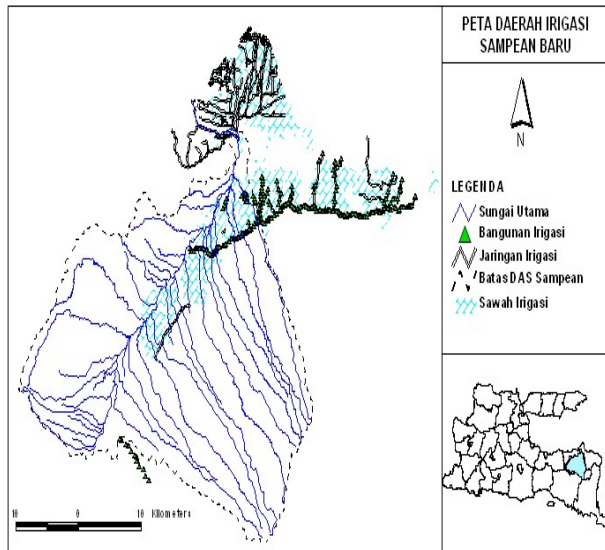 PETA DAERAH IRIGASI
SAMPEAN BARU
N
LEGENDA
Sungai Utama
Bangunan Irigasi
Jaringan Irigasi
Batas DAS Sampean
Sawah Irigasi
10 0 10 Kilometers